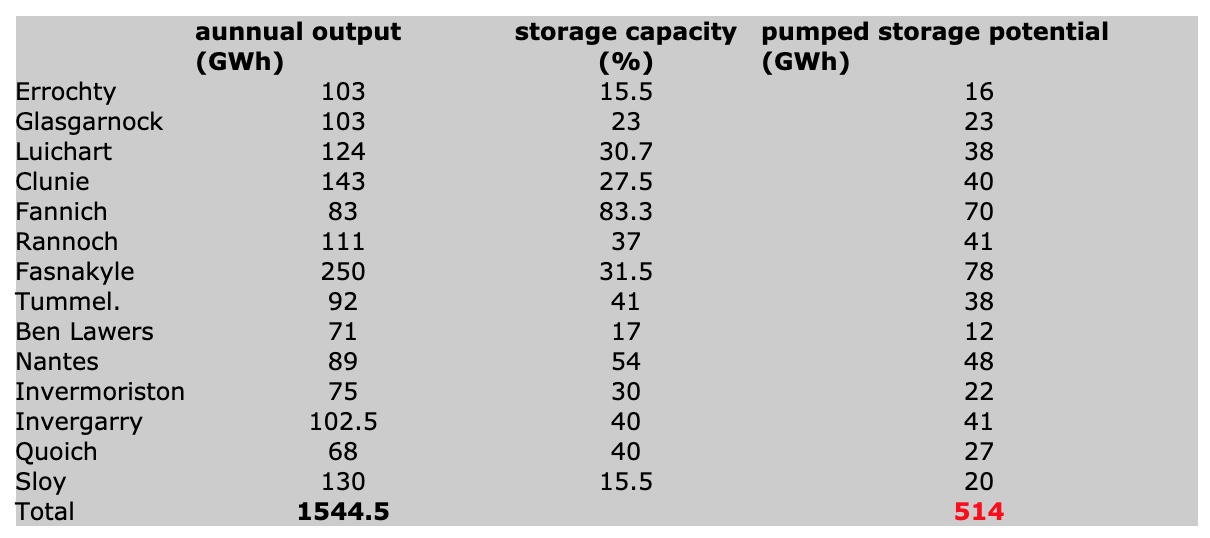 aunnual output storage capacity pumped storage potential
(GWh) (%) (GWh)
Errochty 103 15.5 16
Glasgarnock 103 23 23
Luichart 124 30.7 38
Clunie 143 27.5 40
Fannich 83 83.3 70
Rannoch 111 37 41
Fasnakyle 250 31.5 78
Tummel. 92 41 38
Ben Lawers 71 17 12
Nantes 89 54 48
Invermoriston 75 30 22
Invergarry 102.5 40 41
Quoich 68 40 27
Sloy 130 15.5 20
Total 1544.5 514